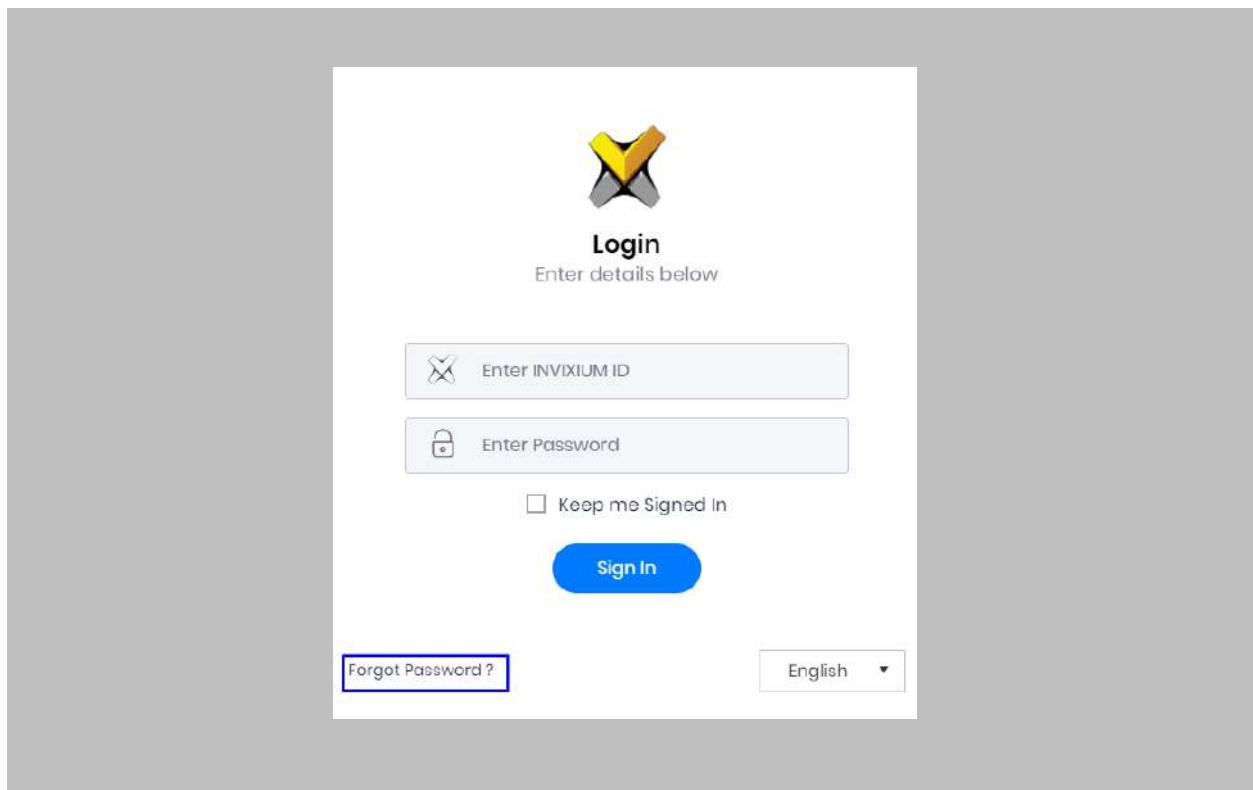 Login
Enter details below
Enter INVIXIUM ID
Enter Password
Keep me Signed In
Sign In
Forgot Password ?
English